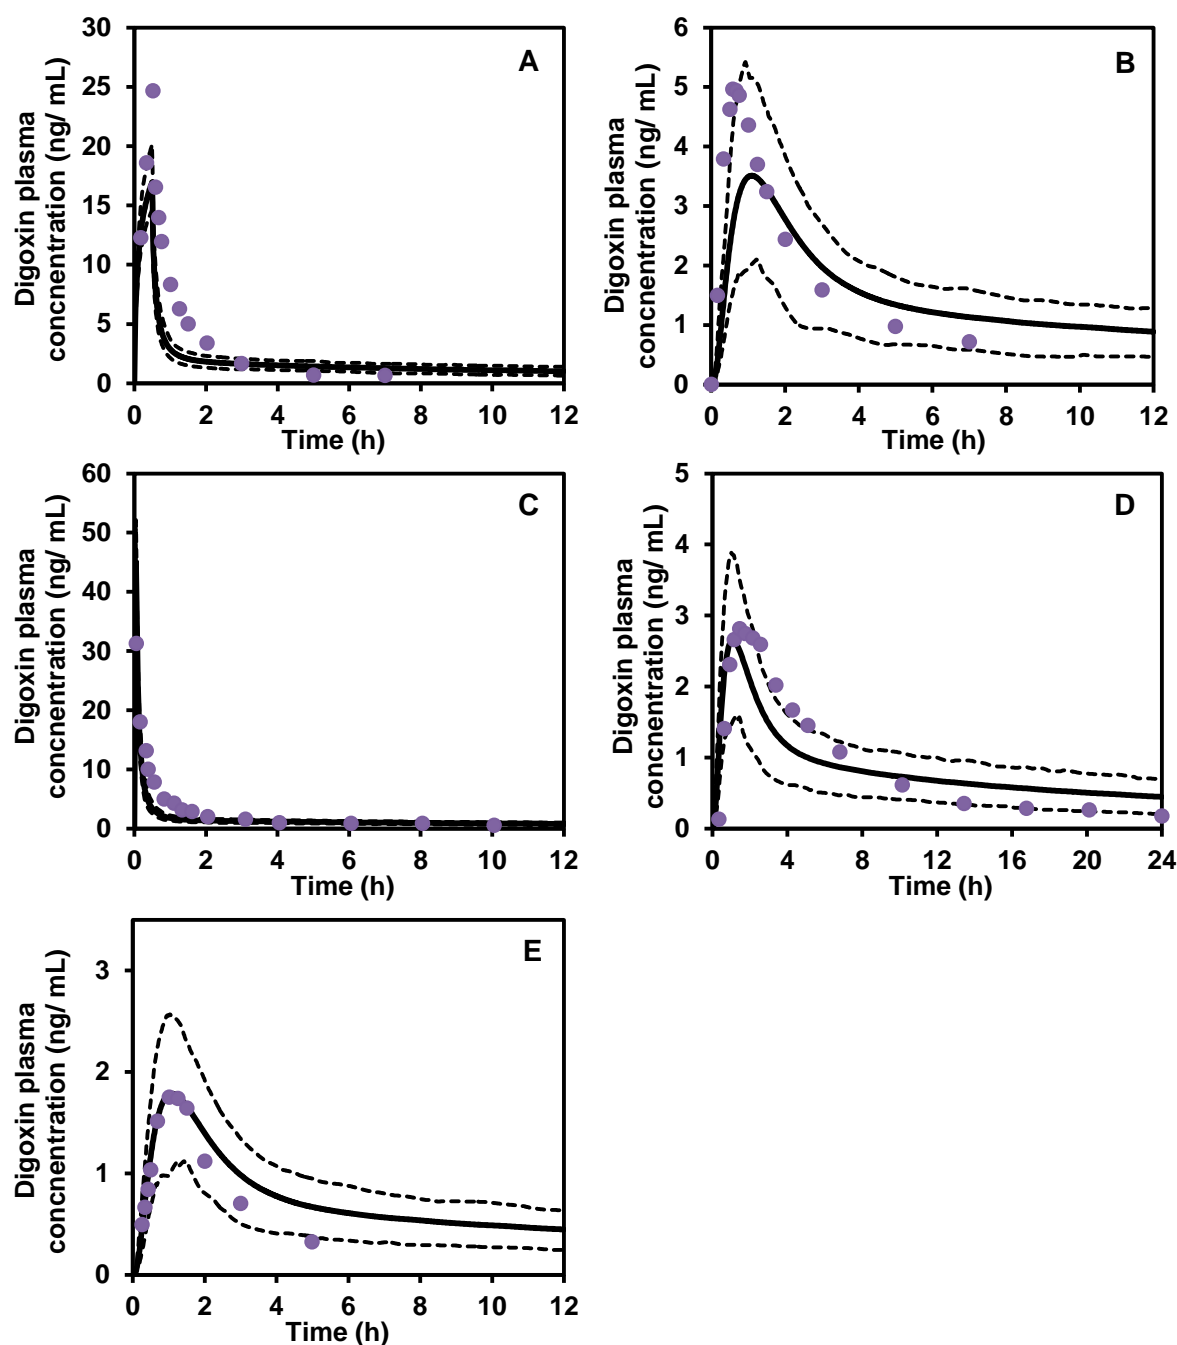 Digoxin plasma
concnentration (ng/ mL)
30
25
20
15
10
5
0
A
0 2 4 6 8 10 12
Time (h)
Digoxin plasma
concnentration (ng/ mL)
6
5
4
3
2
1
0
B
0 2 4 6 8 10 12
Time (h)
Digoxin plasma
concnentration (ng/ mL)
60
50
40
30
20
10
0
C
0 2 4 6 8 10 12
Time (h)
Digoxin plasma
concnentration (ng/ mL)
5
4
3
2
1
0
D
0 4 8 12 16 20 24
Time (h)
Digoxin plasma
concnentration (ng/ mL)
3
2
1
0
E
0 2 4 6 8 10 12
Time (h)